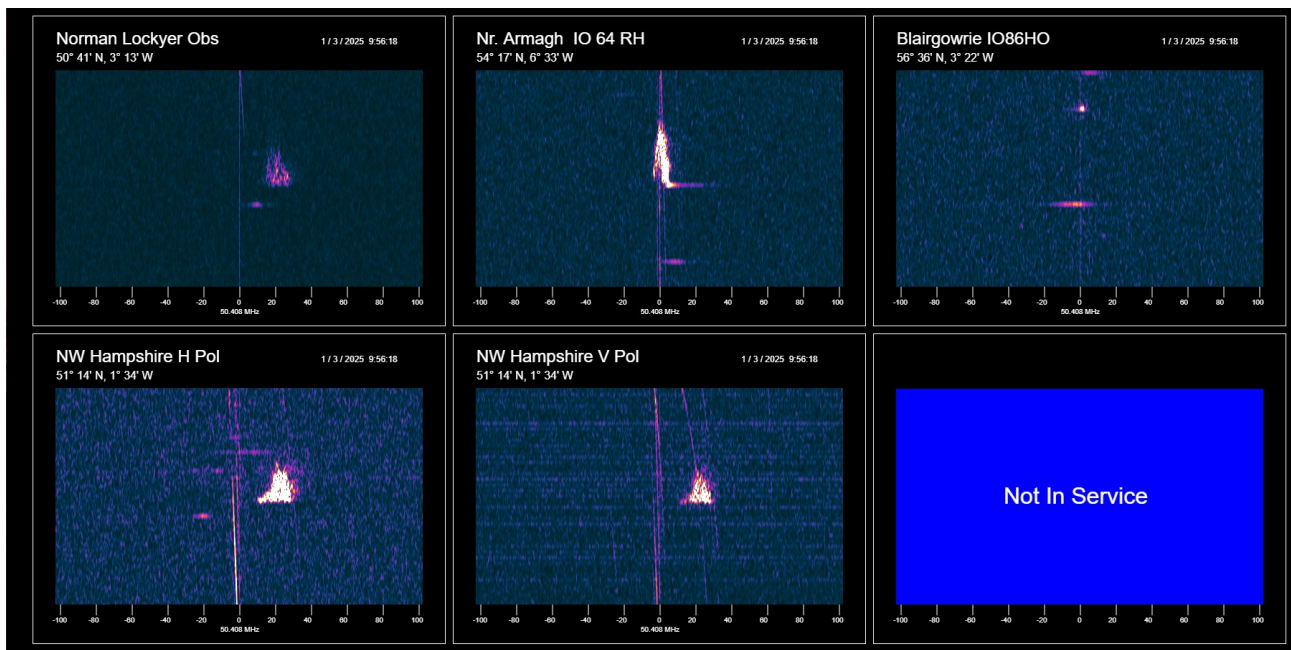 Norman Lockyer Obs 1 / 3 / 2025 9:56:18
50° 41' N, 3° 13' W
-100 -80 -60 -40 -20 0 20 40 60 80 100
50.408 MHz
Nr. Armagh IO 64 RH 1 / 3 / 2025 9:56:18
54° 17' N, 6° 33' W
-100 -80 -60 -40 -20 0 20 40 60 80 100
50.408 MHz
Blairgowrie IO86HO 1 / 3 / 2025 9:56:18
56° 36' N, 3° 22' W
-100 -80 -60 -40 -20 0 20 40 60 80 100
50.408 MHz
NW Hampshire H Pol 1 / 3 / 2025 9:56:18
51° 14' N, 1° 34' W
-100 -80 -60 -40 -20 0 20 40 60 80 100
50.408 MHz
NW Hampshire V Pol 1 / 3 / 2025 9:56:18
51° 14' N, 1° 34' W
-100 -80 -60 -40 -20 0 20 40 60 80 100
50.408 MHz
Not In Service
-100 -80 -60 -40 -20 0 20 40 60 80 100